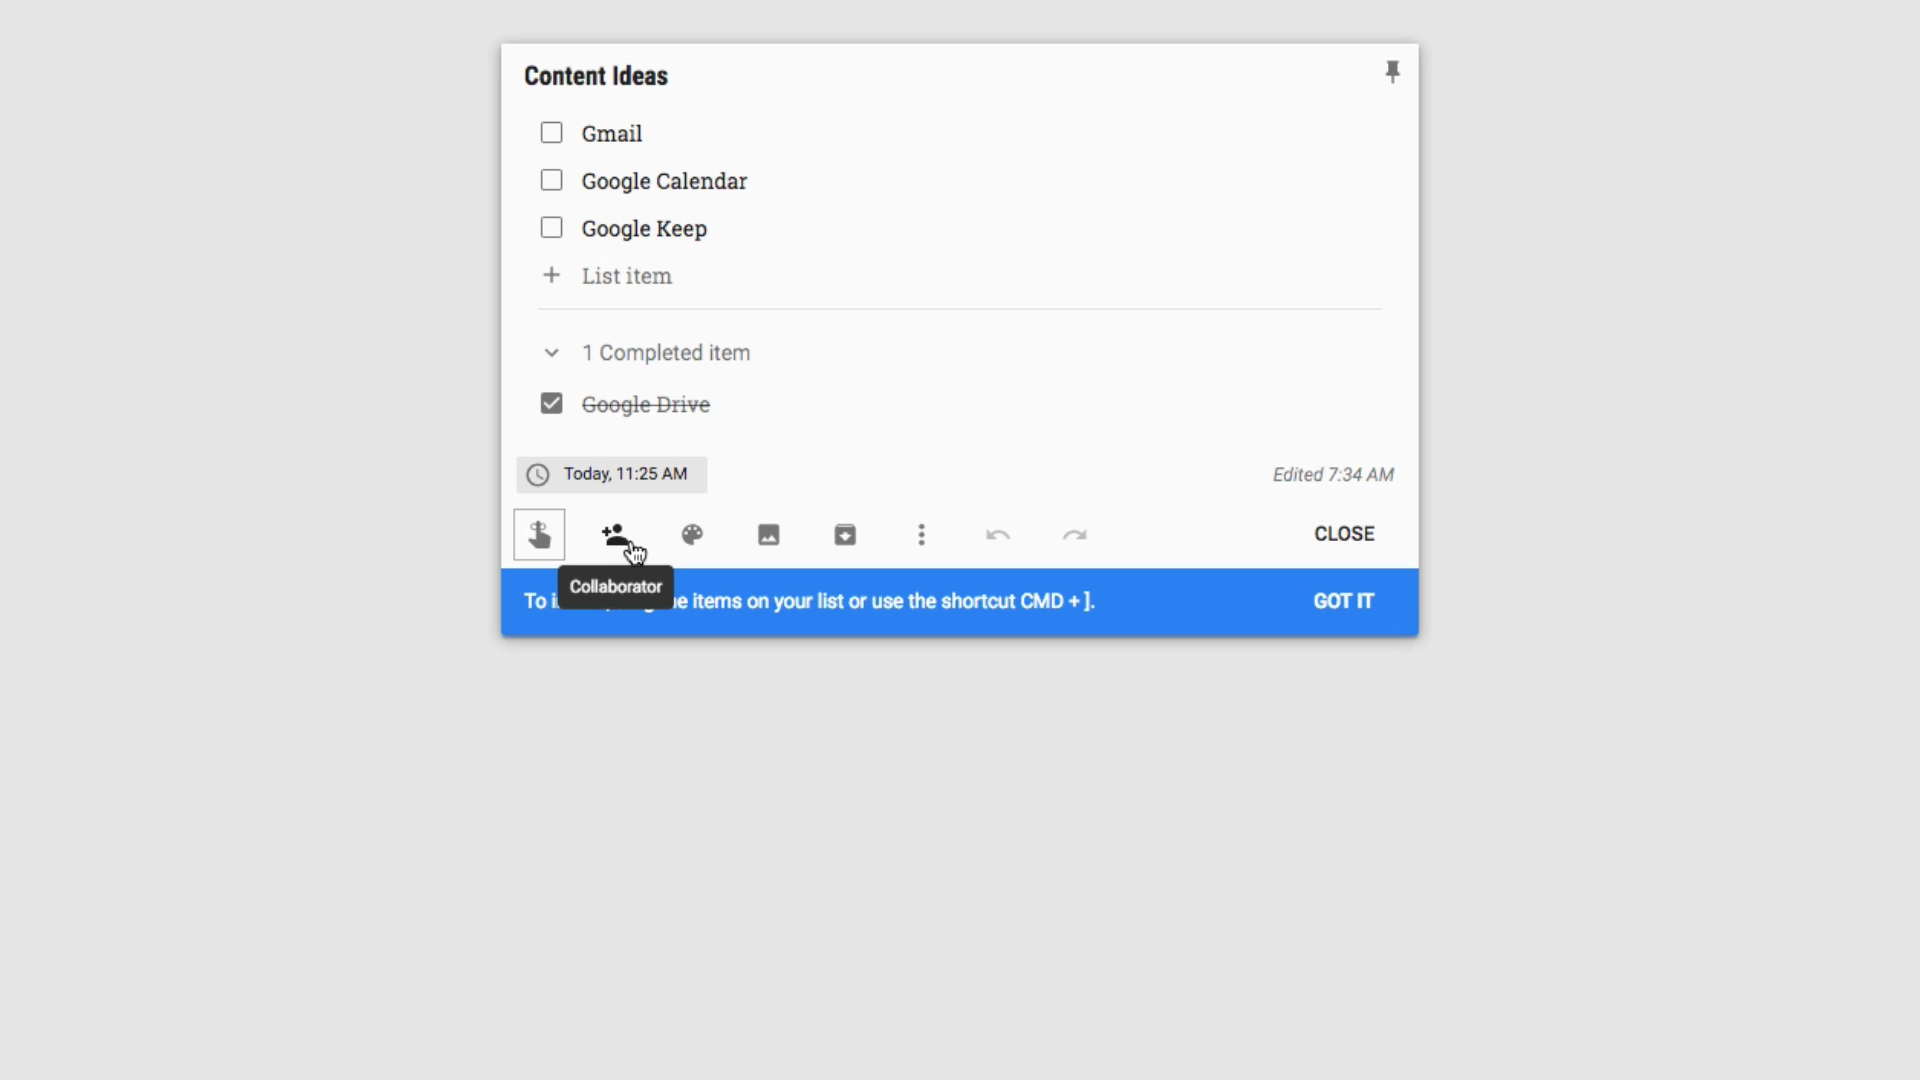 Content Ideas
Gmail
Google Calendar
Google Keep
List item
1 Completed item
Google Drive
Today, 11:25 AM
Edited 7:34 AM
CLOSE
Collaborator
To items on your list or use the shortcut CMD + ].
GOT IT